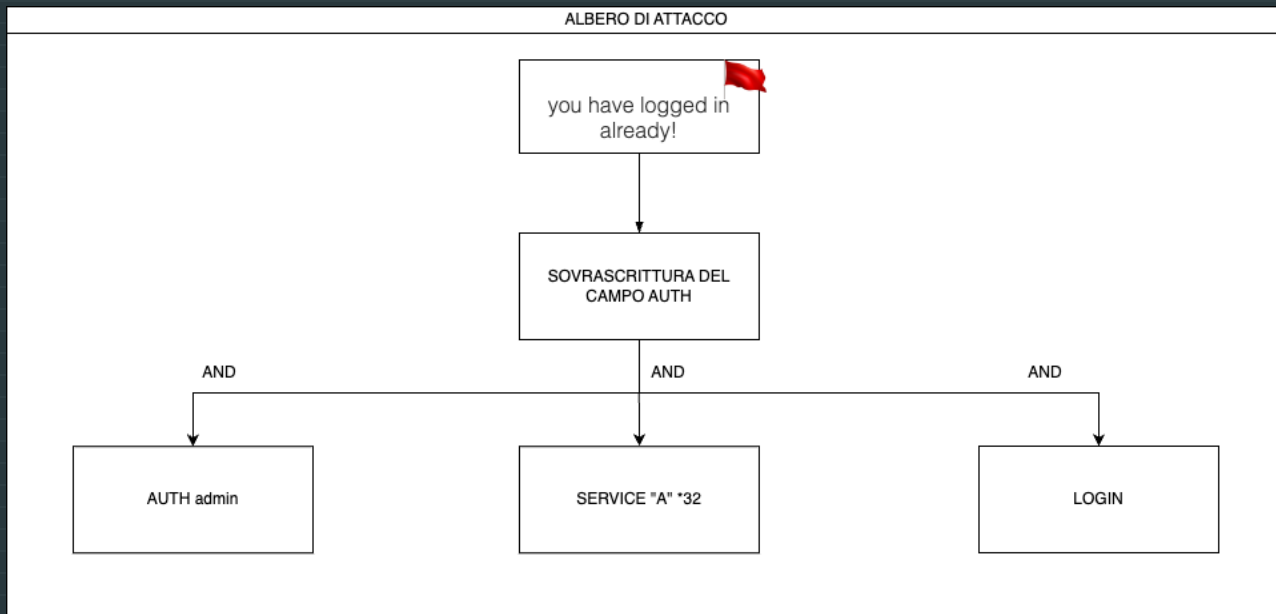 ALBERO DI ATTACCO
you have logged in
already!
SOVRASCRITTURA DEL
CAMPO AUTH
AND
AND
AND
AUTH admin
SERVICE "A" *32
LOGIN